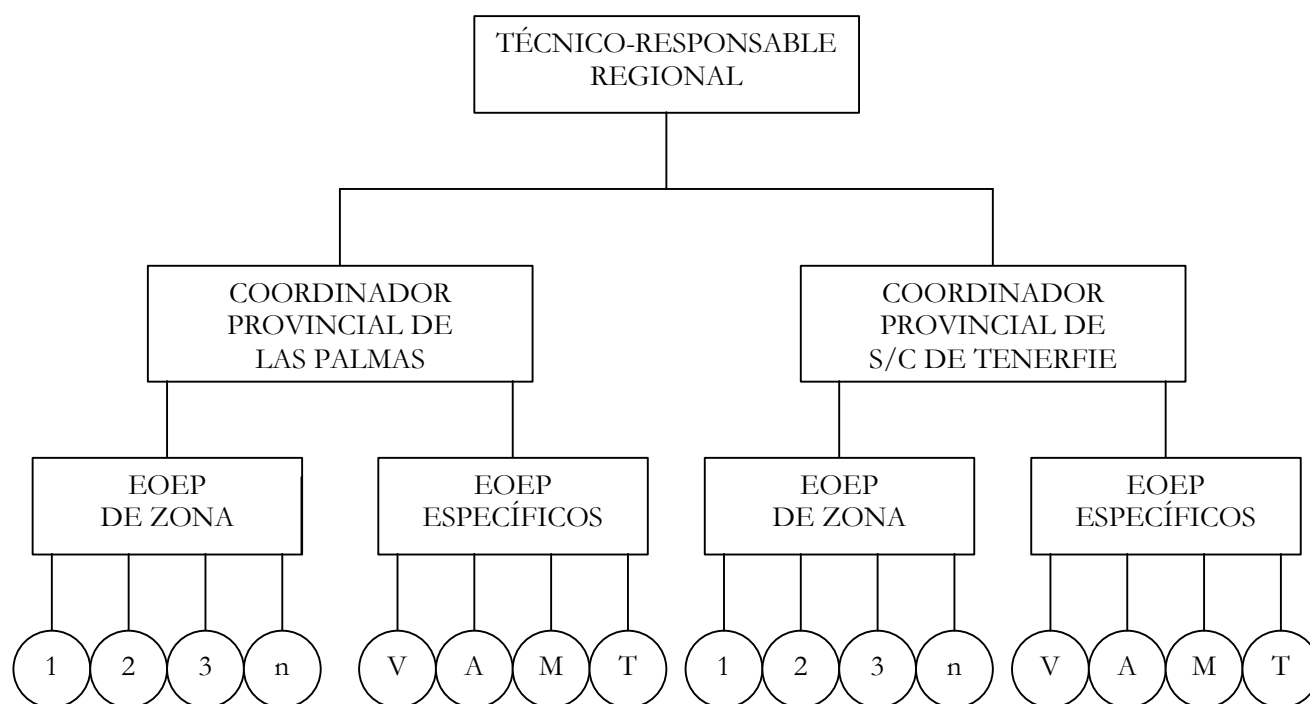 TÉCNICO-RESPONSABLE
REGIONAL
COORDINADOR
PROVINCIAL DE
LAS PALMAS
COORDINADOR
PROVINCIAL DE
S/C DE TENERFIE
EOEP
DE ZONA
EOEP
ESPECÍFICOS
EOEP
DE ZONA
EOEP
ESPECÍFICOS
1 2 3 n V A M T 1 2 3 n V A M T